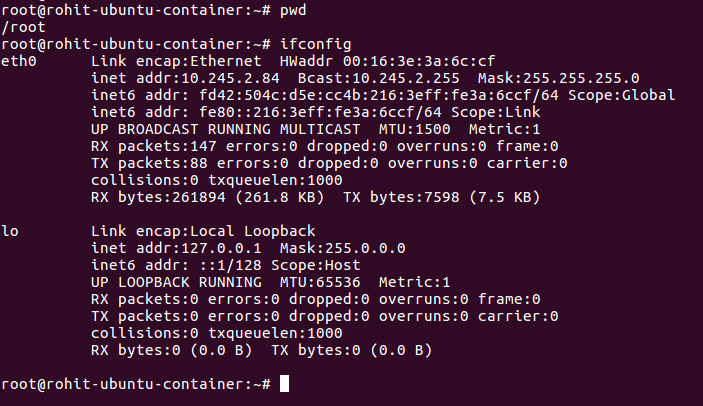 root@rohit-ubuntu-container:~# pwd
/root
root@rohit-ubuntu-container:~# ifconfig
eth0      Link encap:Ethernet  HWaddr 00:16:3e:3a:6c:cf
          inet addr:10.245.2.84  Bcast:10.245.2.255  Mask:255.255.255.0
          inet6 addr: fd42:504c:d5e:cc4b:216:3eff:fe3a:6ccf/64 Scope:Global
          inet6 addr: fe80::216:3eff:fe3a:6ccf/64 Scope:Link
          UP BROADCAST RUNNING MULTICAST  MTU:1500  Metric:1
          RX packets:147 errors:0 dropped:0 overruns:0 frame:0
          TX packets:88 errors:0 dropped:0 overruns:0 carrier:0
          collisions:0 txqueuelen:1000
          RX bytes:261894 (261.8 KB)  TX bytes:7598 (7.5 KB)

lo        Link encap:Local Loopback
          inet addr:127.0.0.1  Mask:255.0.0.0
          inet6 addr: ::1/128 Scope:Host
          UP LOOPBACK RUNNING  MTU:65536  Metric:1
          RX packets:0 errors:0 dropped:0 overruns:0 frame:0
          TX packets:0 errors:0 dropped:0 overruns:0 carrier:0
          collisions:0 txqueuelen:1000
          RX bytes:0 (0.0 B)  TX bytes:0 (0.0 B)

root@rohit-ubuntu-container:~#